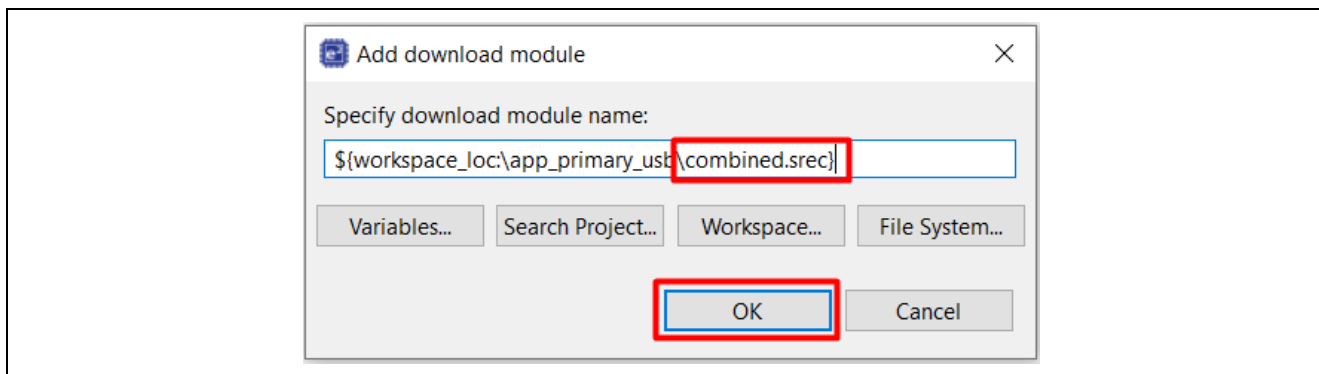 Add download module
Specify download module name:
${workspace_loc:\app_primary_usb\combined.srec}
Variables... Search Project... Workspace... File System...
OK Cancel